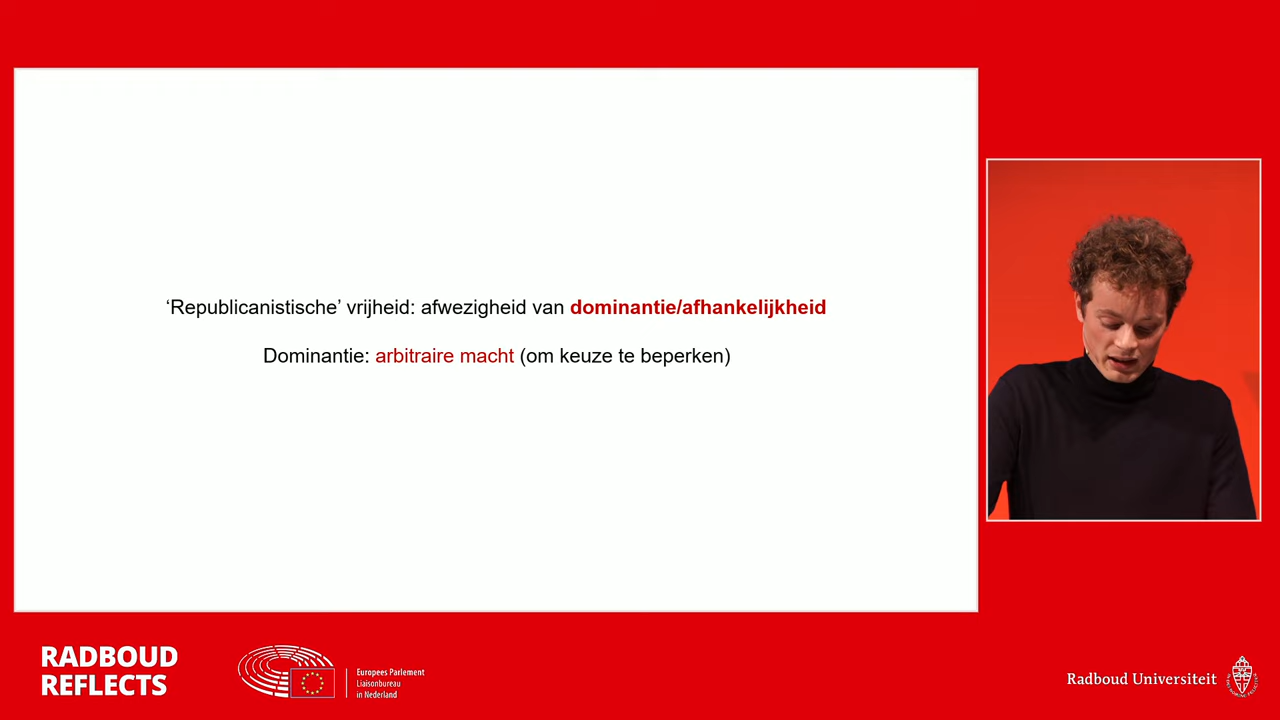 ‘Republicanistische’ vrijheid: afwezigheid van dominantie/afhankelijkheid
Dominantie: arbitraire macht (om keuze te beperken)
RADBOUD
REFLECTS
Europees Parlement
Liaisonbureau
in Nederland
Radboud Universiteit